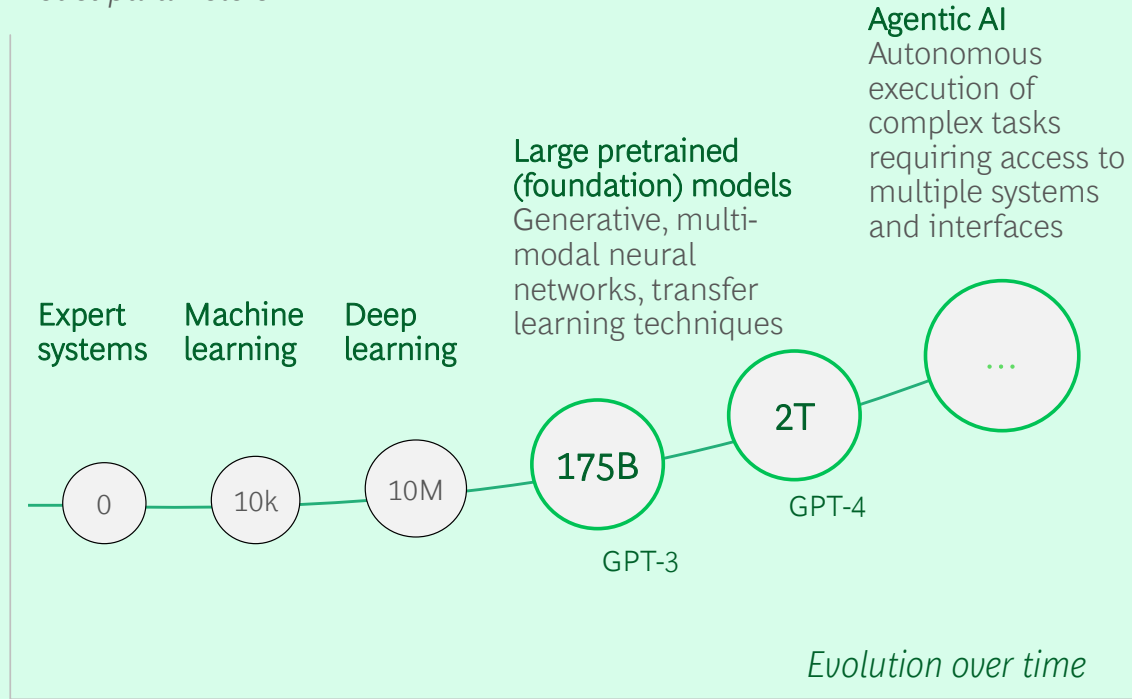 Agentic AI
Autonomous
execution of
complex tasks
requiring access to
multiple systems
and interfaces
Large pretrained
(foundation) models
Generative, multi-
modal neural
networks, transfer
learning techniques
Expert
systems
Machine
learning
Deep
learning
0
10k
10M
175B
2T
...
GPT-3
GPT-4
Evolution over time